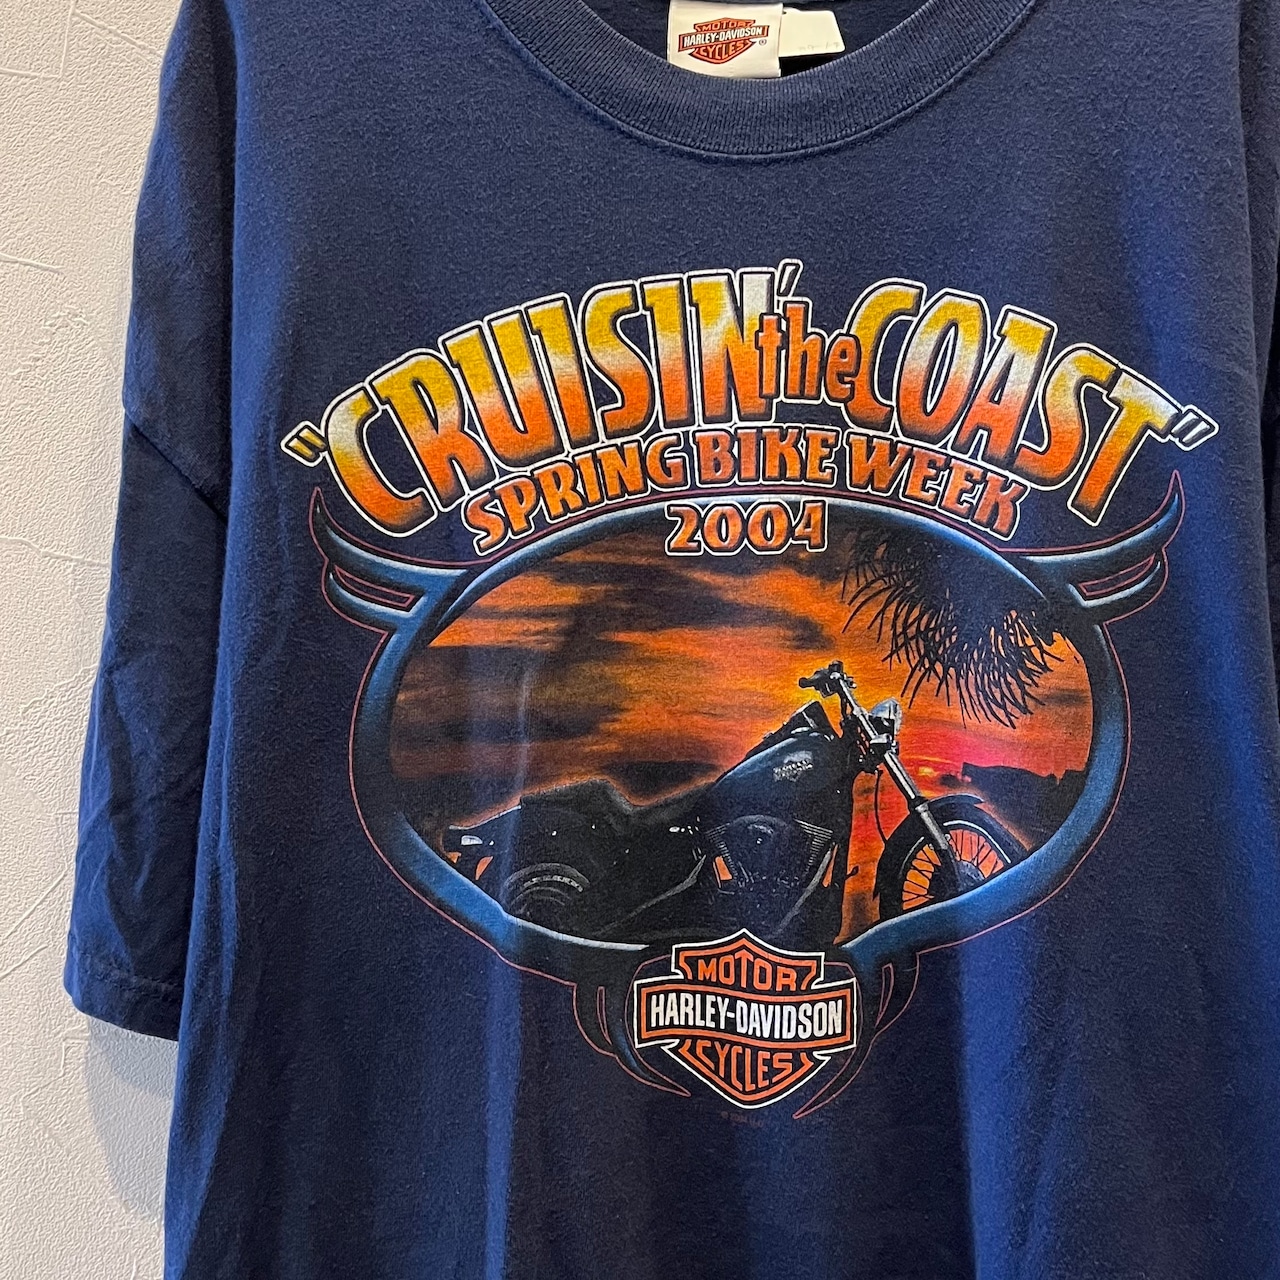 MOTOR
HARLEY-DAVIDSON
CYCLES
"CRUISIN' the COAST"
SPRING BIKE WEEK
2004
MOTOR
HARLEY-DAVIDSON
CYCLES